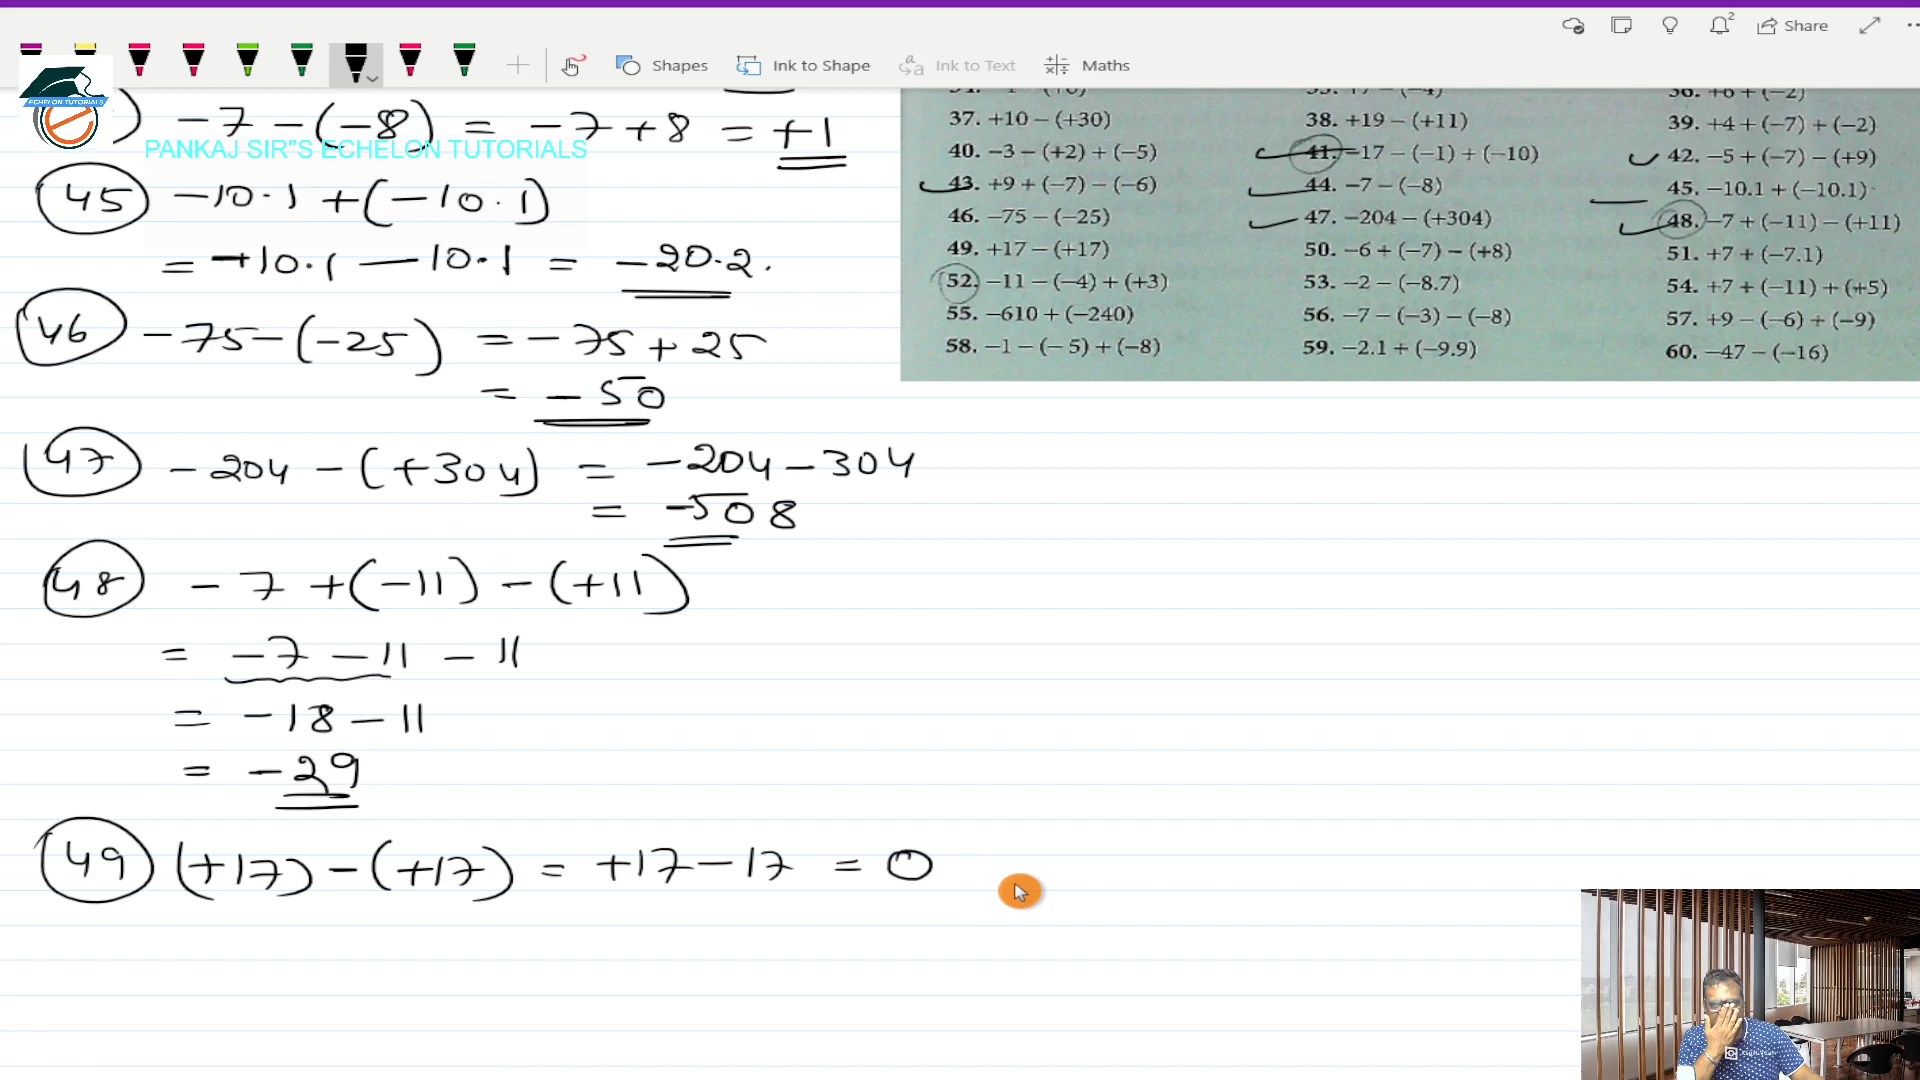 2
Share
Shapes
Ink to Shape
Ink to Text
Maths
ECHELON TUTORIALS
PANKAJ SIR"S ECHELON TUTORIALS
) -7-(-8) = -7+8 = +1
45 -10.1 +(-10.1)
= -10.1 - 10.1 = -20.2.
46 -75-(-25) = -75+25
= -50
47 -204 -(+304) = -204-304
= -508
48 -7 +(-11) -(+11)
= -7 -11 - 11
= -18 - 11
= -29
49 (+17)-(+17) = +17-17 = 0
36. +6 + (−2)
37. +10 − (+30) 38. +19 − (+11) 39. +4 + (−7) + (−2)
40. −3 − (+2) + (−5) 41. −17 − (−1) + (−10) 42. −5 + (−7) − (+9)
43. +9 + (−7) − (−6) 44. −7 − (−8) 45. −10.1 + (−10.1)
46. −75 − (−25) 47. −204 − (+304) 48. −7 + (−11) − (+11)
49. +17 − (+17) 50. −6 + (−7) − (+8) 51. +7 + (−7.1)
52. −11 − (−4) + (+3) 53. −2 − (−8.7) 54. +7 + (−11) + (+5)
55. −610 + (−240) 56. −7 − (−3) − (−8) 57. +9 − (−6) + (−9)
58. −1 − (− 5) + (−8) 59. −2.1 + (−9.9) 60. −47 − (−16)